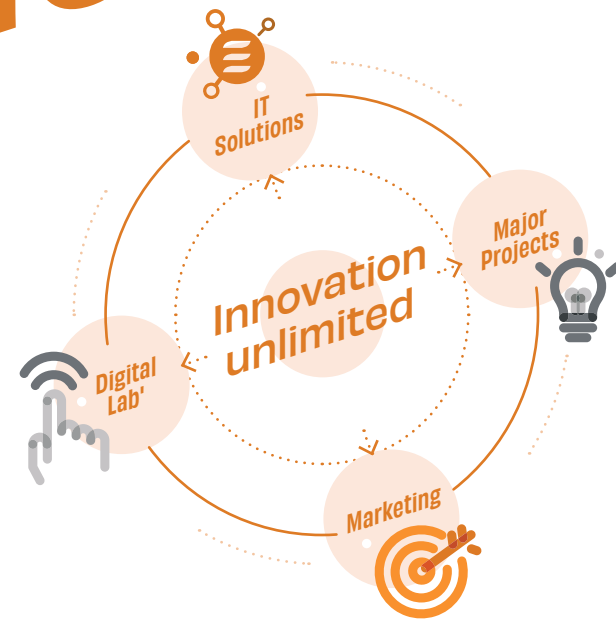 IT
Solutions
Major
Projects
Innovation
unlimited
Digital
Lab'
Marketing